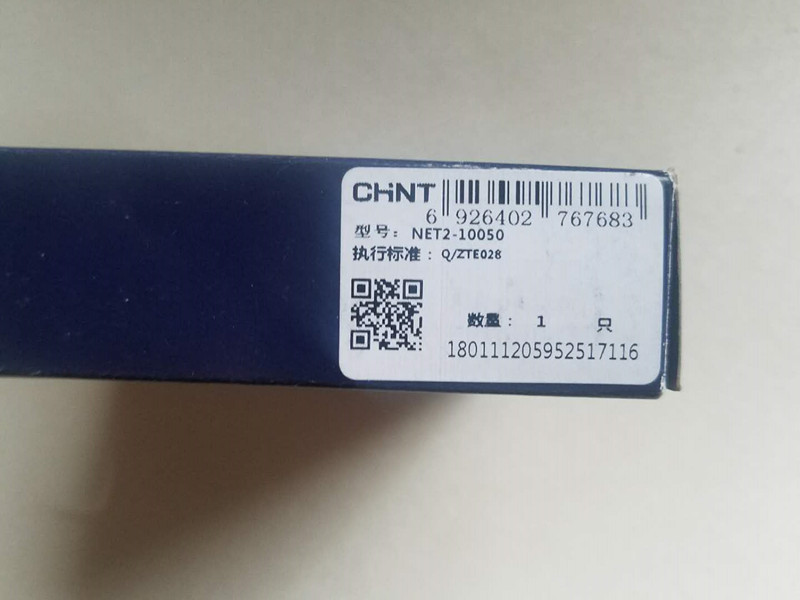 CHNT
6 926402 767683
型号: NET2-10050
执行标准: Q/ZTE028
数量: 1 只
180111205952517116